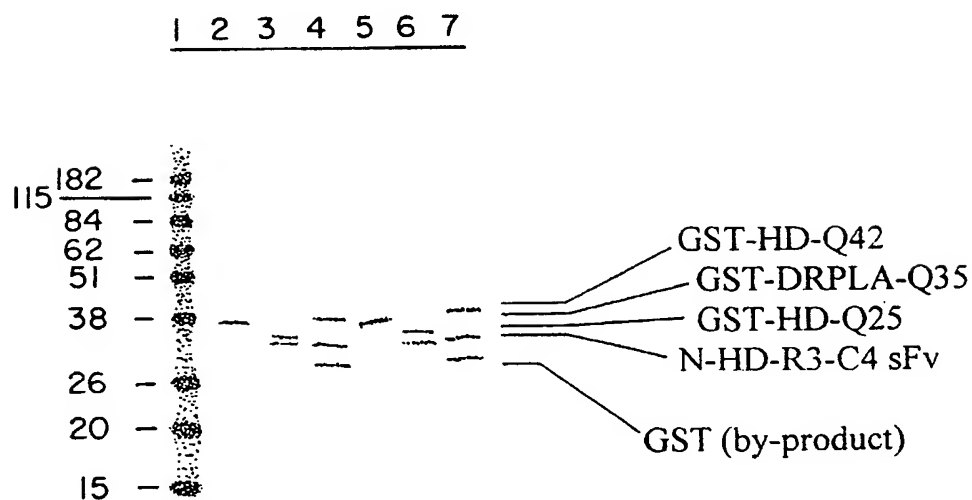 1 2 3 4 5 6 7
182
115
84
62
51
38
26
20
15
GST-HD-Q42
GST-DRPLA-Q35
GST-HD-Q25
N-HD-R3-C4 sFv
GST (by-product)